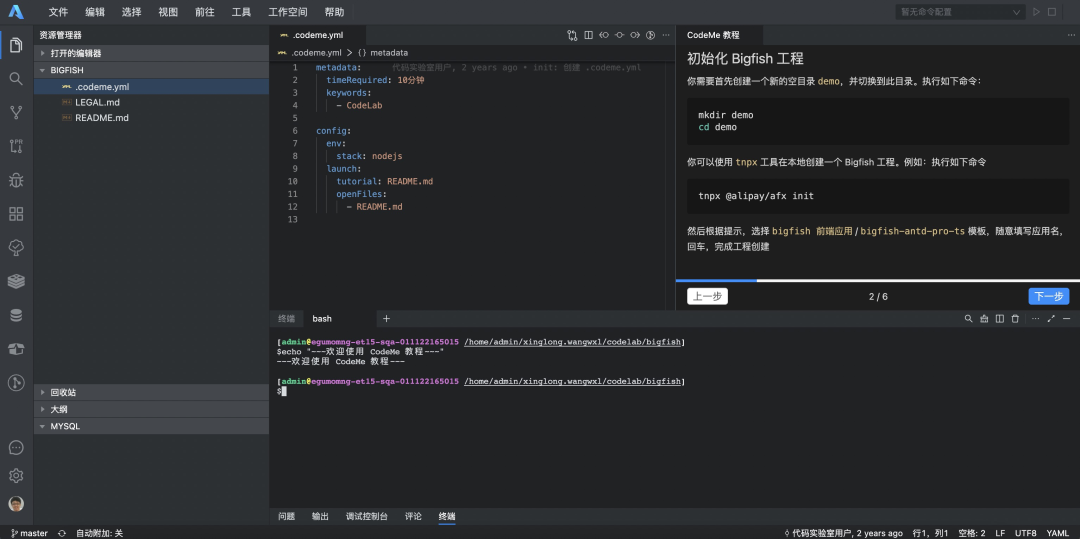 文件 编辑 选择 视图 前往 工具 工作空间 帮助
暂无命令配置
资源管理器
打开的编辑器
BIGFISH
.codeme.yml
LEGAL.md
README.md
回收站
大纲
MYSQL
.codeme.yml
.codeme.yml > {} metadata
1 metadata: 代码实验室用户, 2 years ago • init: 创建 .codeme.yml
2 timeRequired: 10分钟
3 keywords:
4 - CodeLab
5
6 config:
7 env:
8 stack: nodejs
9 launch:
10 tutorial: README.md
11 openFiles:
12 - README.md
13
CodeMe 教程
初始化 Bigfish 工程
你需要首先创建一个新的空目录 demo，并切换到此目录。执行如下命令：
mkdir demo
cd demo
你可以使用 tnpx 工具在本地创建一个 Bigfish 工程。例如：执行如下命令
tnpx @alipay/afx init
然后根据提示，选择 bigfish 前端应用 / bigfish-antd-pro-ts 模板，随意填写应用名，
回车，完成工程创建
上一步 2 / 6 下一步
终端 bash
[admin@egumomng-et15-sqa-011122165015 /home/admin/xinglong.wangwxl/codelab/bigfish]
$echo "---欢迎使用 CodeMe 教程---"
---欢迎使用 CodeMe 教程---
[admin@egumomng-et15-sqa-011122165015 /home/admin/xinglong.wangwxl/codelab/bigfish]
$
问题 输出 调试控制台 评论 终端
master 自动附加: 关 代码实验室用户, 2 years ago 行1，列1 空格: 2 LF UTF8 YAML